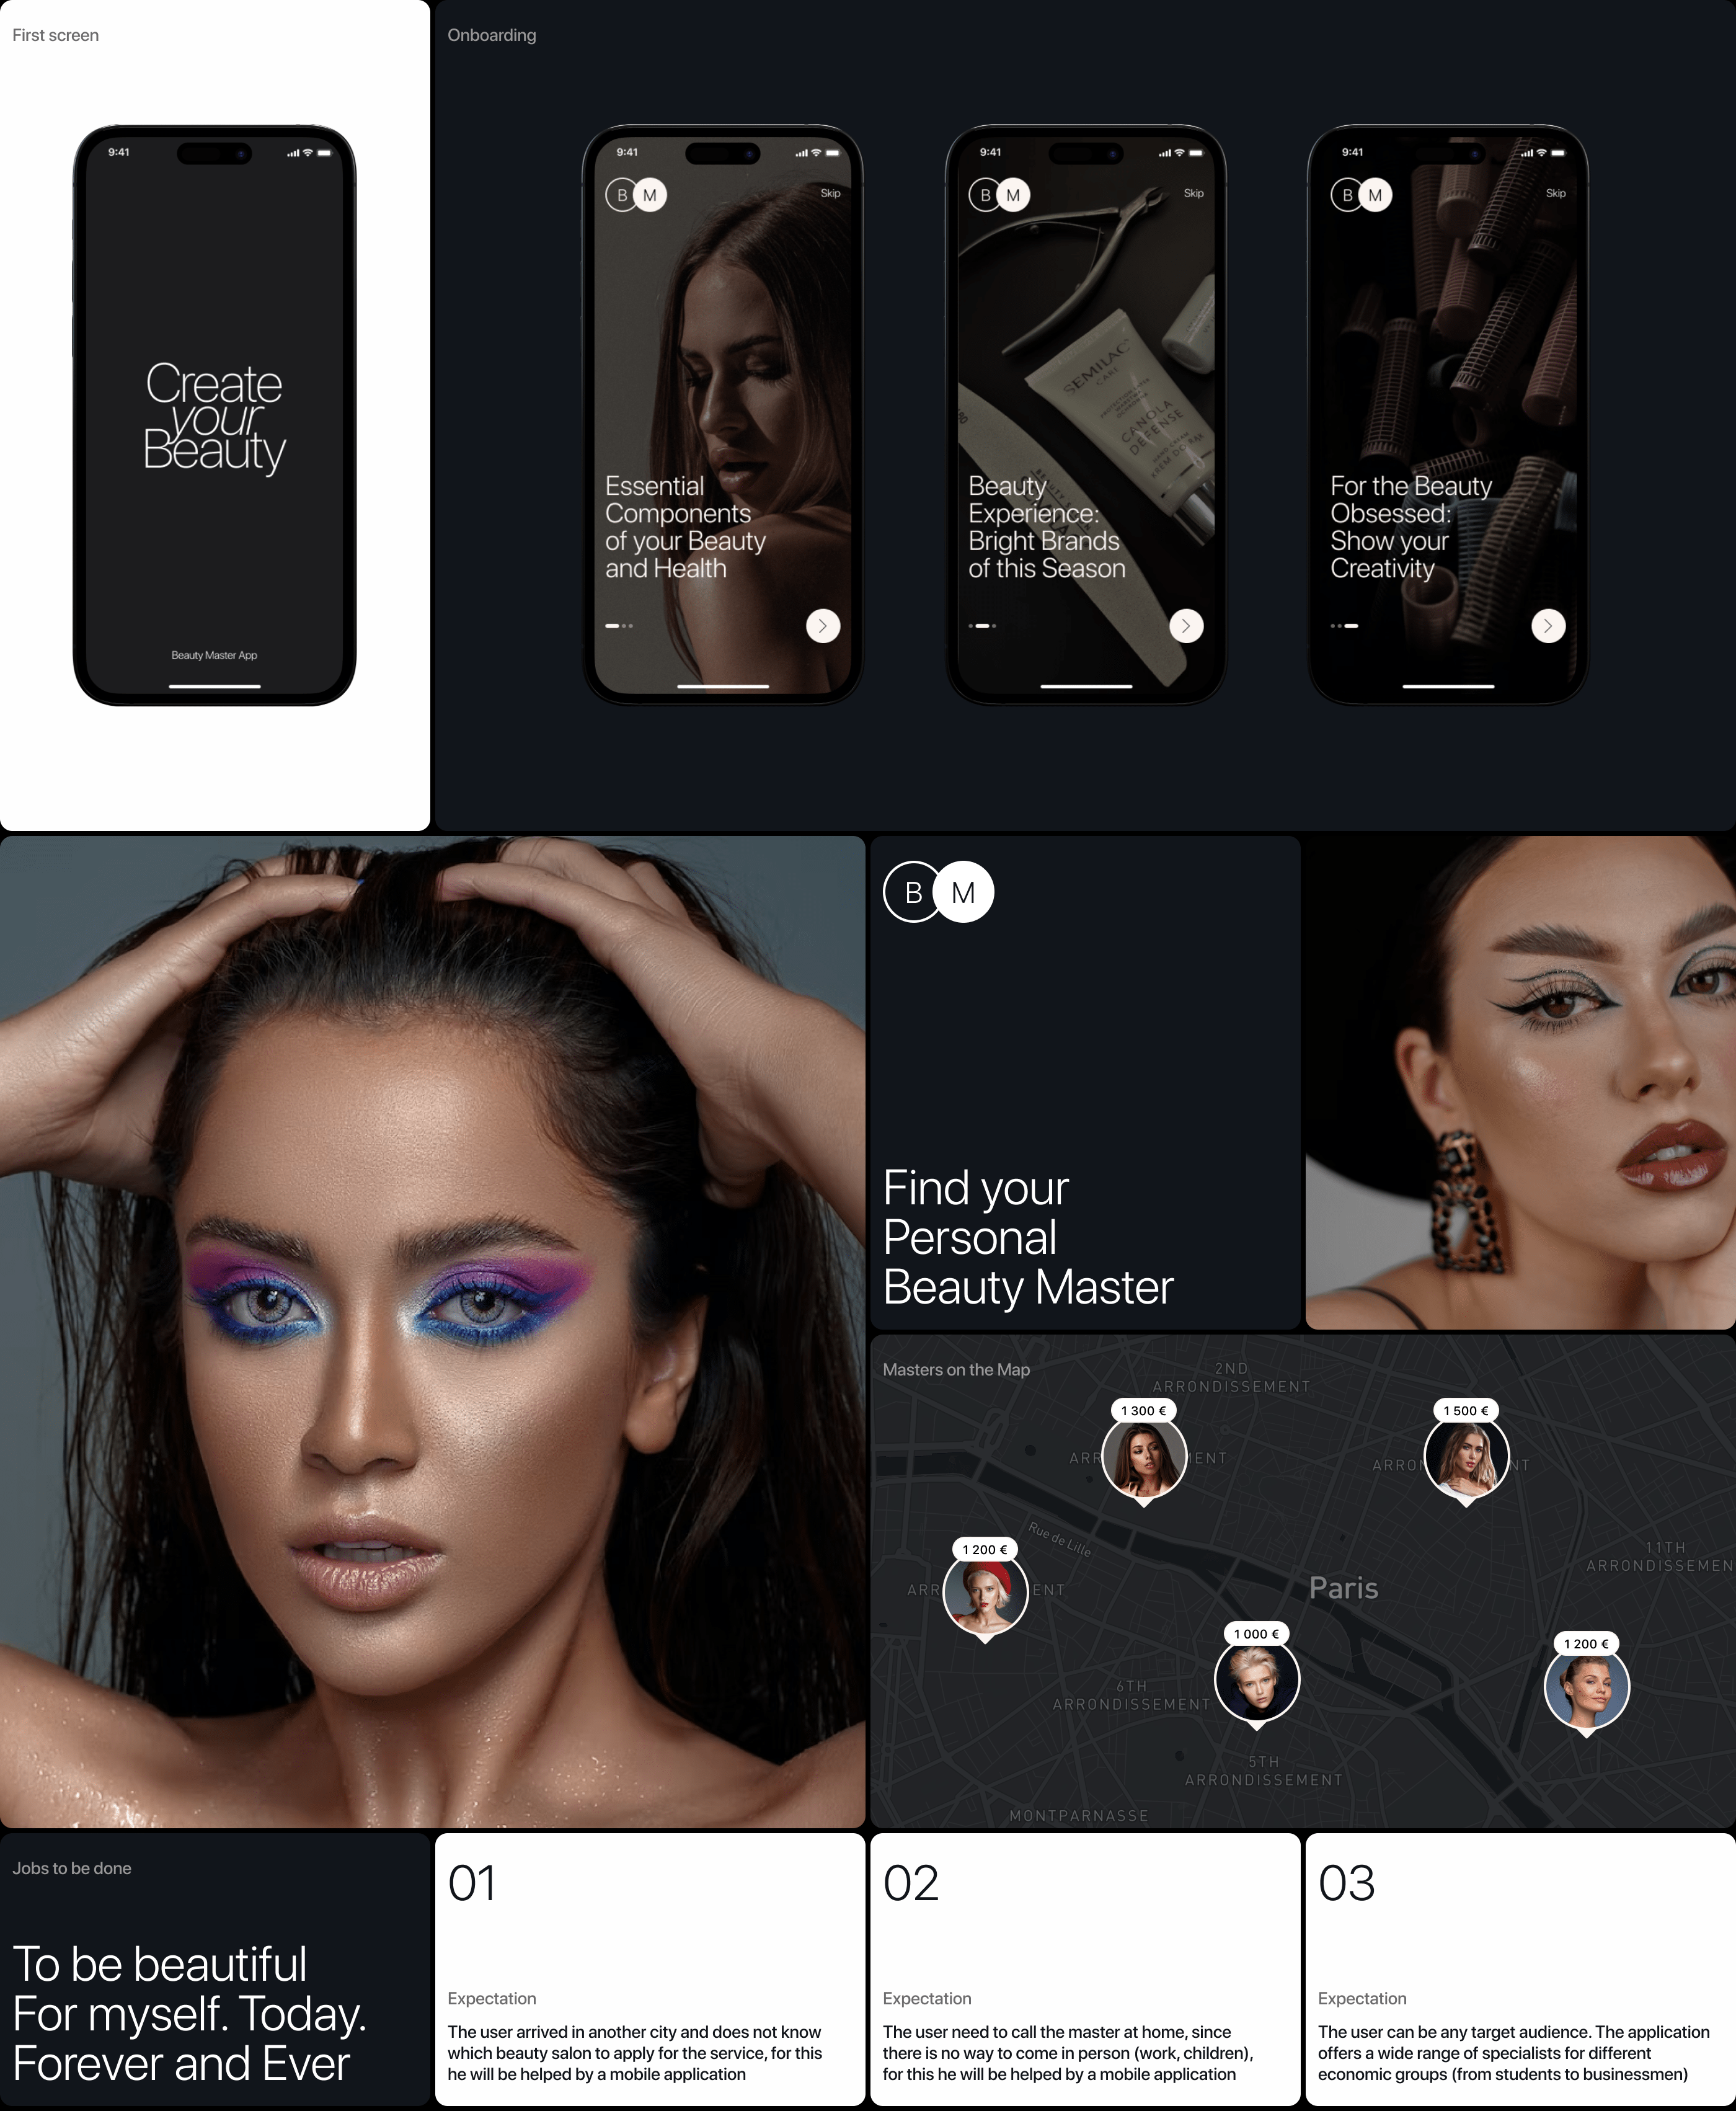 First screen
9:41
Create
your
Beauty
Beauty Master App
Onboarding
9:41
B M
Skip
Essential
Components
of your Beauty
and Health
9:41
B M
Skip
SEMILAC
CARE
CANOLA
DEFENSE
Beauty
Experience:
Bright Brands
of this Season
9:41
B M
Skip
For the Beauty
Obsessed:
Show your
Creativity
B M
Find your
Personal
Beauty Master
Masters on the Map
2ND
ARRONDISSEMENT
1 300 €
1 500 €
Rue de Lille
1 200 €
11TH
ARRONDISSEMEN
Paris
1 000 €
1 200 €
6TH
ARRONDISSEMENT
5TH
ARRONDISSEMENT
MONTPARNASSE
Jobs to be done
To be beautiful
For myself. Today.
Forever and Ever
01
Expectation
The user arrived in another city and does not know
which beauty salon to apply for the service, for this
he will be helped by a mobile application
02
Expectation
The user need to call the master at home, since
there is no way to come in person (work, children),
for this he will be helped by a mobile application
03
Expectation
The user can be any target audience. The application
offers a wide range of specialists for different
economic groups (from students to businessmen)